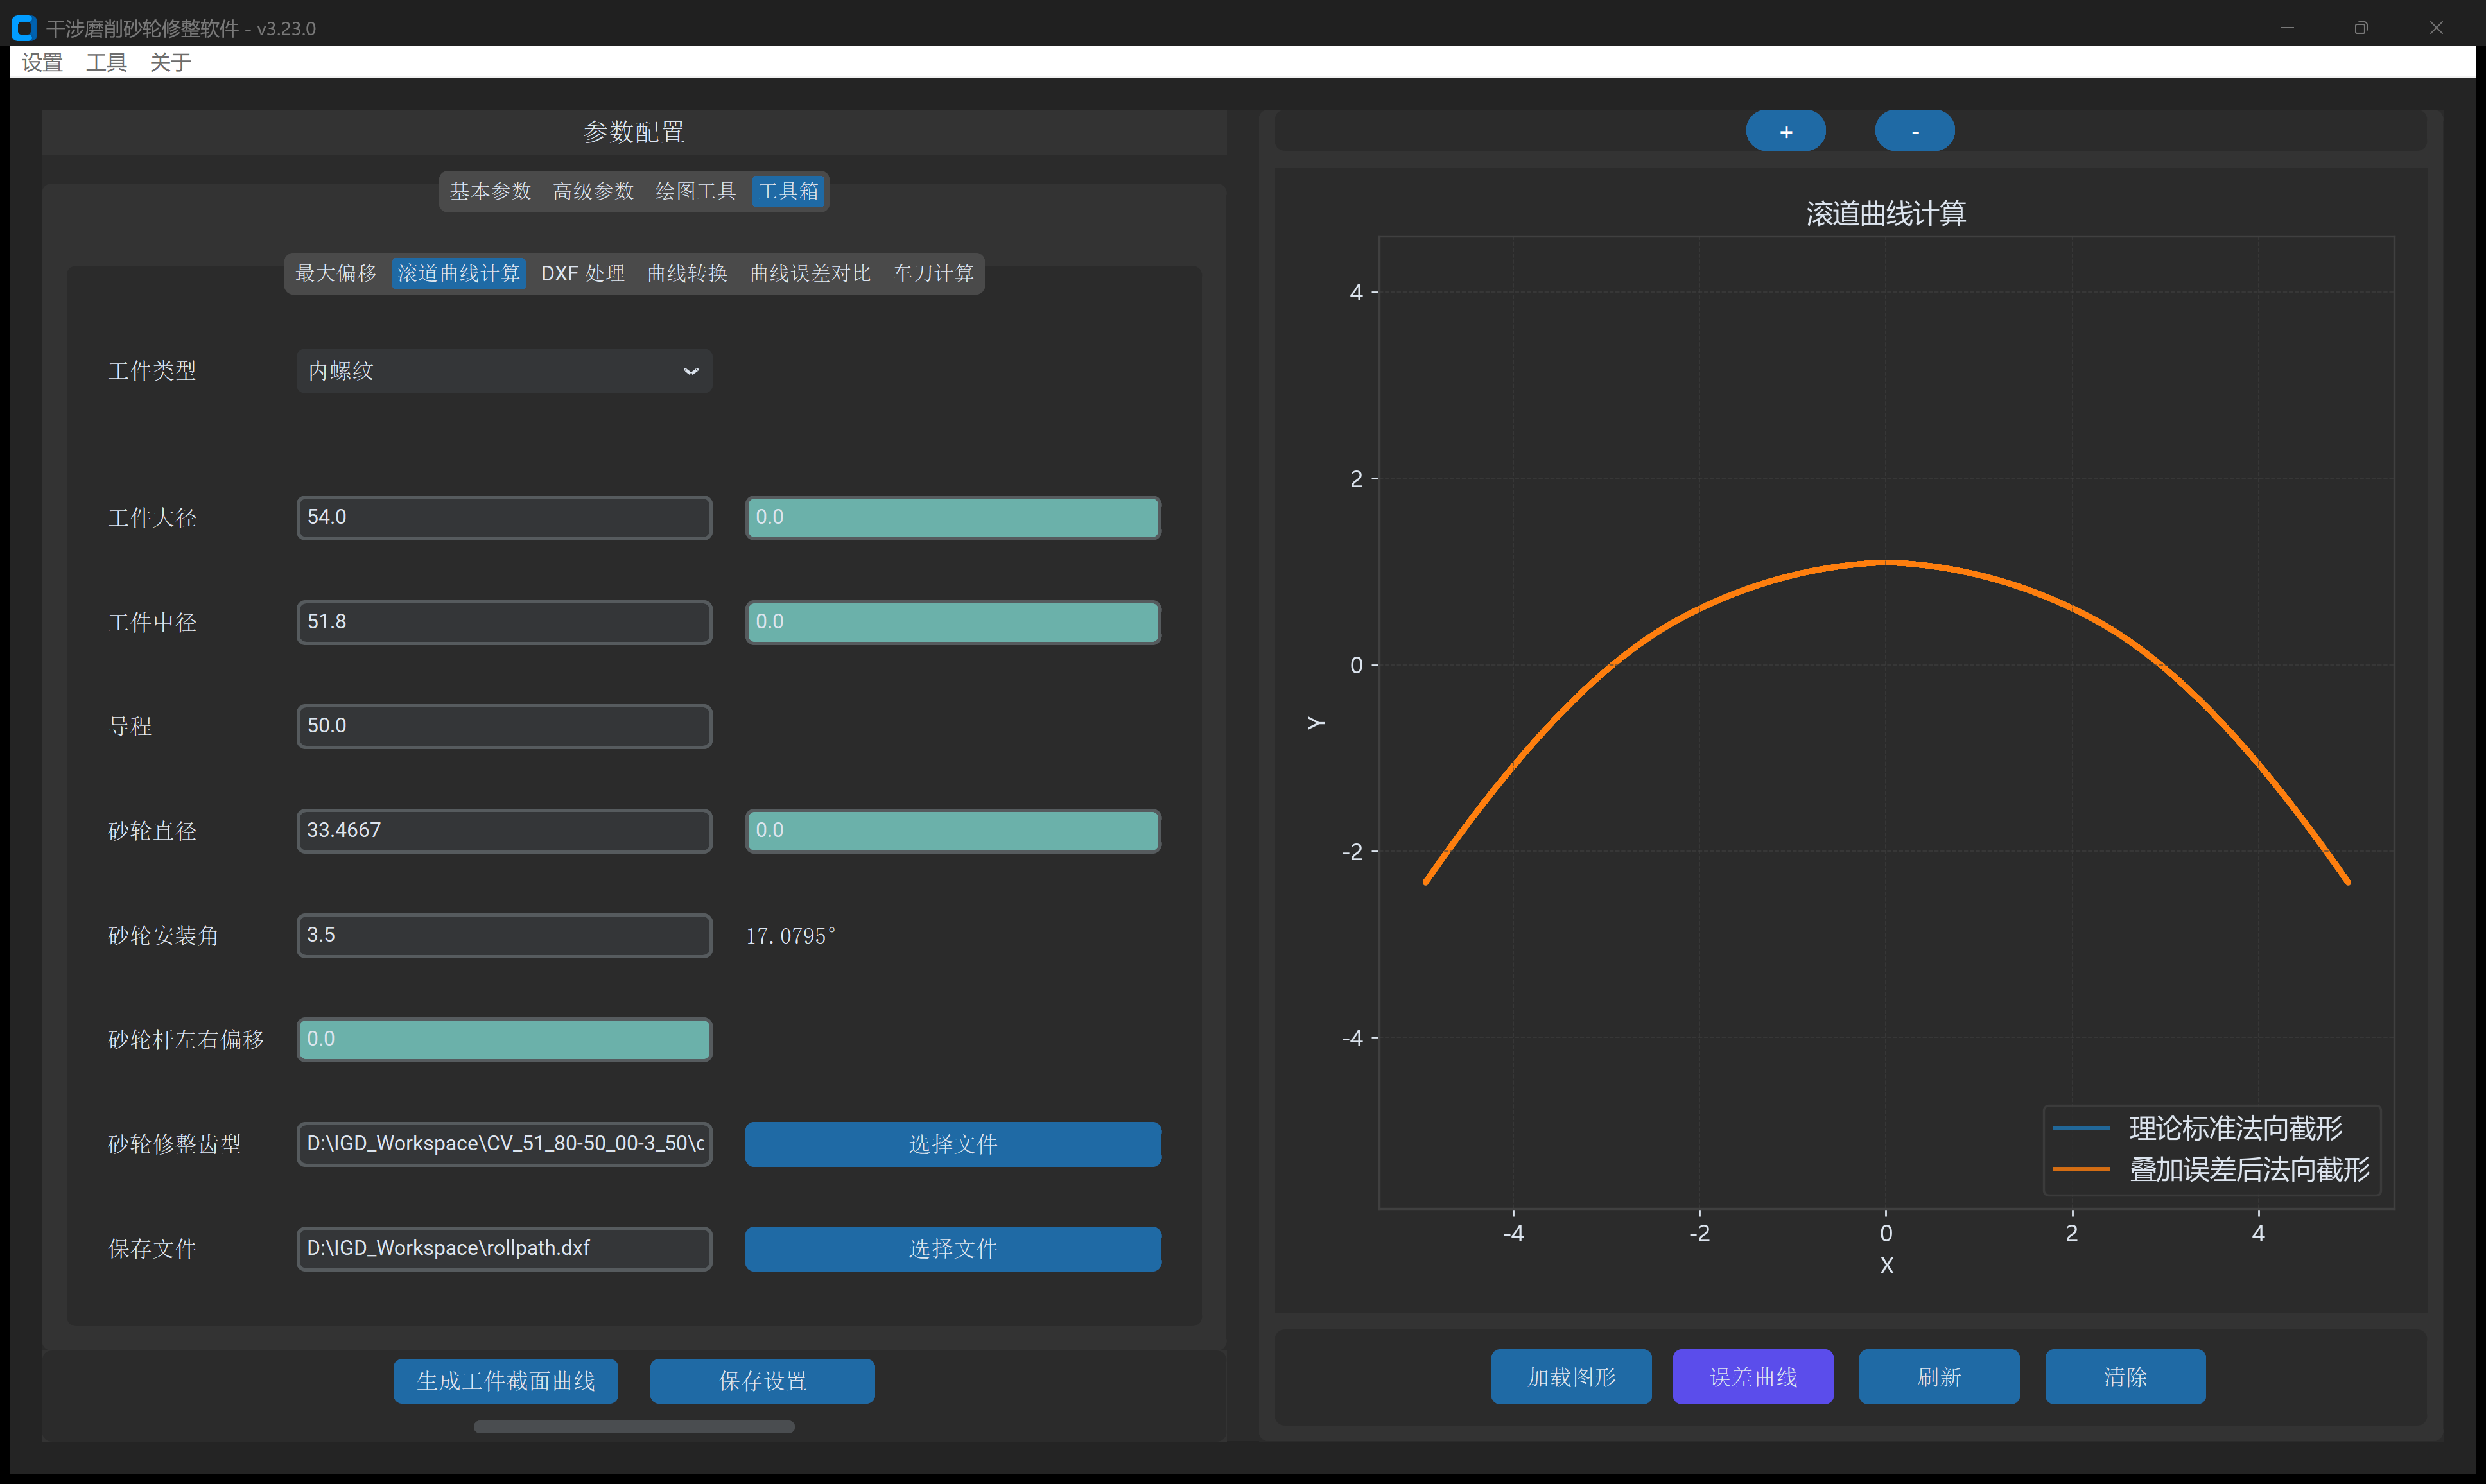 干涉磨削砂轮修整软件 - v3.23.0
设置 工具 关于
参数配置
基本参数 高级参数 绘图工具 工具箱
最大偏移 滚道曲线计算 DXF 处理 曲线转换 曲线误差对比 车刀计算
工件类型 内螺纹
工件大径 54.0 0.0
工件中径 51.8 0.0
导程 50.0
砂轮直径 33.4667 0.0
砂轮安装角 3.5 17.0795°
砂轮杆左右偏移 0.0
砂轮修整齿型 D:\IGD_Workspace\CV_51_80-50_00-3_50\c 选择文件
保存文件 D:\IGD_Workspace\rollpath.dxf 选择文件
生成工件截面曲线 保存设置
+ -
滚道曲线计算
4
2
0
-2
-4
Y
理论标准法向截形
叠加误差后法向截形
-4 -2 0 2 4
X
加载图形 误差曲线 刷新 清除